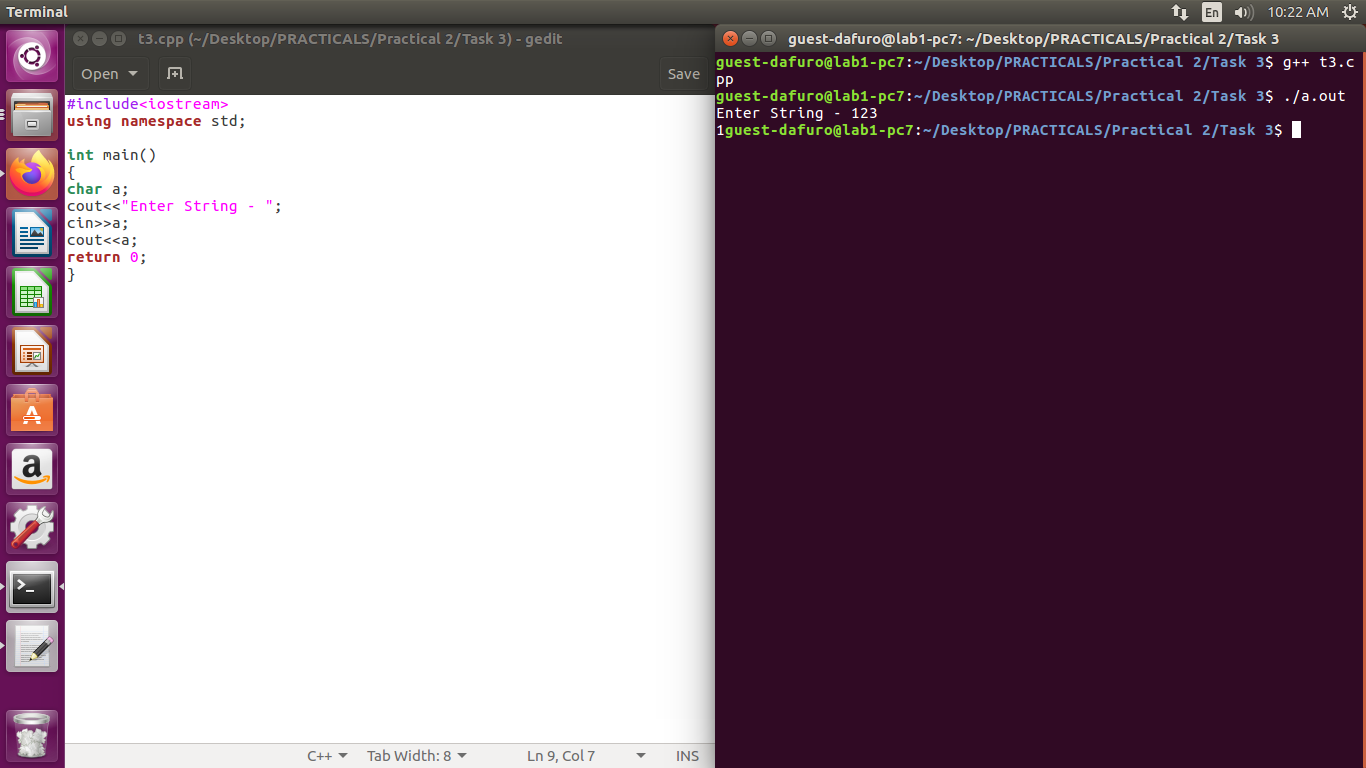 Terminal
En
10:22 AM
t3.cpp (~/Desktop/PRACTICALS/Practical 2/Task 3) - gedit
Open
Save
#include<iostream>
using namespace std;
int main()
{
char a;
cout<<"Enter String - ";
cin>>a;
cout<<a;
return 0;
}
C++
Tab Width: 8
Ln 9, Col 7
INS
guest-dafuro@lab1-pc7: ~/Desktop/PRACTICALS/Practical 2/Task 3
guest-dafuro@lab1-pc7:~/Desktop/PRACTICALS/Practical 2/Task 3$ g++ t3.c
pp
guest-dafuro@lab1-pc7:~/Desktop/PRACTICALS/Practical 2/Task 3$ ./a.out
Enter String - 123
1guest-dafuro@lab1-pc7:~/Desktop/PRACTICALS/Practical 2/Task 3$